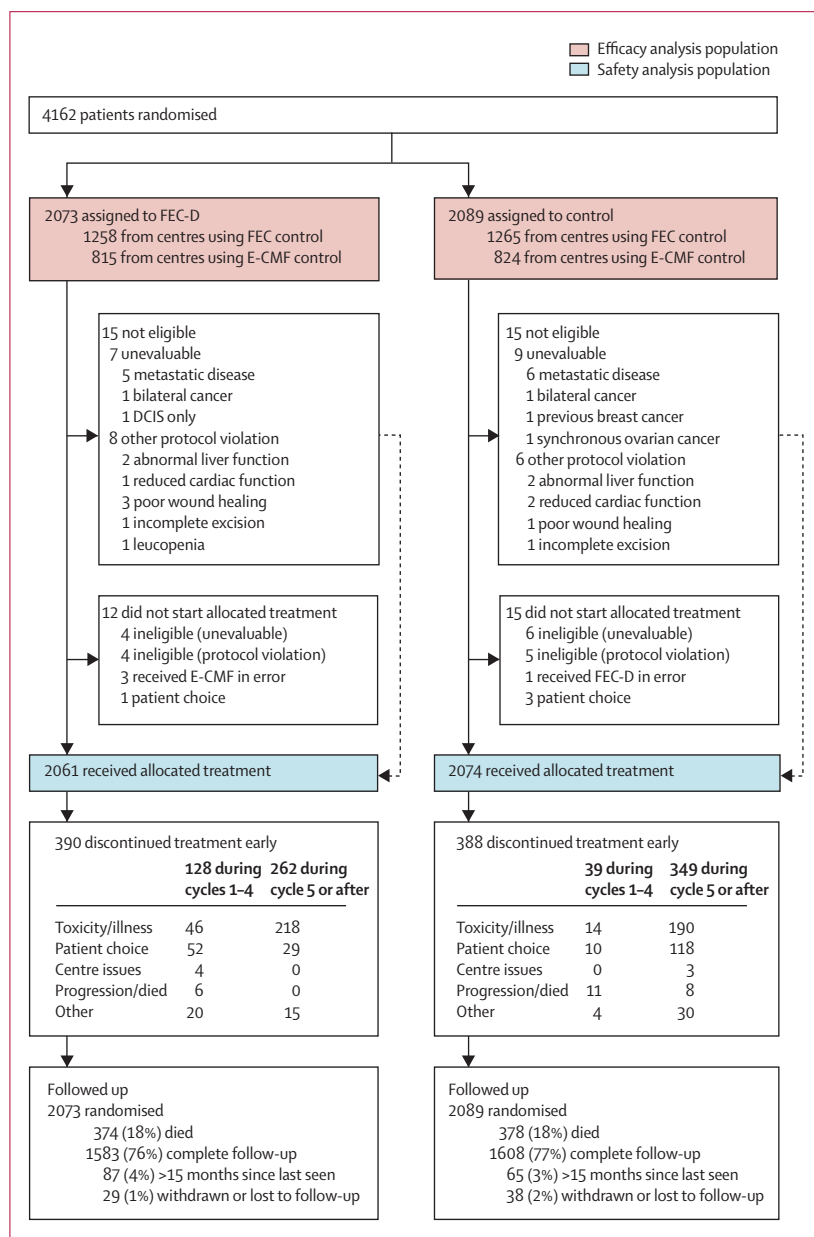 Efficacy analysis population
Safety analysis population
4162 patients randomised
2073 assigned to FEC-D
1258 from centres using FEC control
815 from centres using E-CMF control
2089 assigned to control
1265 from centres using FEC control
824 from centres using E-CMF control
15 not eligible
7 unevaluable
5 metastatic disease
1 bilateral cancer
1 DCIS only
8 other protocol violation
2 abnormal liver function
1 reduced cardiac function
3 poor wound healing
1 incomplete excision
1 leucopenia
15 not eligible
9 unevaluable
6 metastatic disease
1 bilateral cancer
1 previous breast cancer
1 synchronous ovarian cancer
6 other protocol violation
2 abnormal liver function
2 reduced cardiac function
1 poor wound healing
1 incomplete excision
12 did not start allocated treatment
4 ineligible (unevaluable)
4 ineligible (protocol violation)
3 received E-CMF in error
1 patient choice
15 did not start allocated treatment
6 ineligible (unevaluable)
5 ineligible (protocol violation)
1 received FEC-D in error
3 patient choice
2061 received allocated treatment
2074 received allocated treatment
390 discontinued treatment early
128 during 262 during
cycles 1–4 cycle 5 or after
Toxicity/illness 46 218
Patient choice 52 29
Centre issues 4 0
Progression/died 6 0
Other 20 15
388 discontinued treatment early
39 during 349 during
cycles 1–4 cycle 5 or after
Toxicity/illness 14 190
Patient choice 10 118
Centre issues 0 3
Progression/died 11 8
Other 4 30
Followed up
2073 randomised
374 (18%) died
1583 (76%) complete follow-up
87 (4%) >15 months since last seen
29 (1%) withdrawn or lost to follow-up
Followed up
2089 randomised
378 (18%) died
1608 (77%) complete follow-up
65 (3%) >15 months since last seen
38 (2%) withdrawn or lost to follow-up